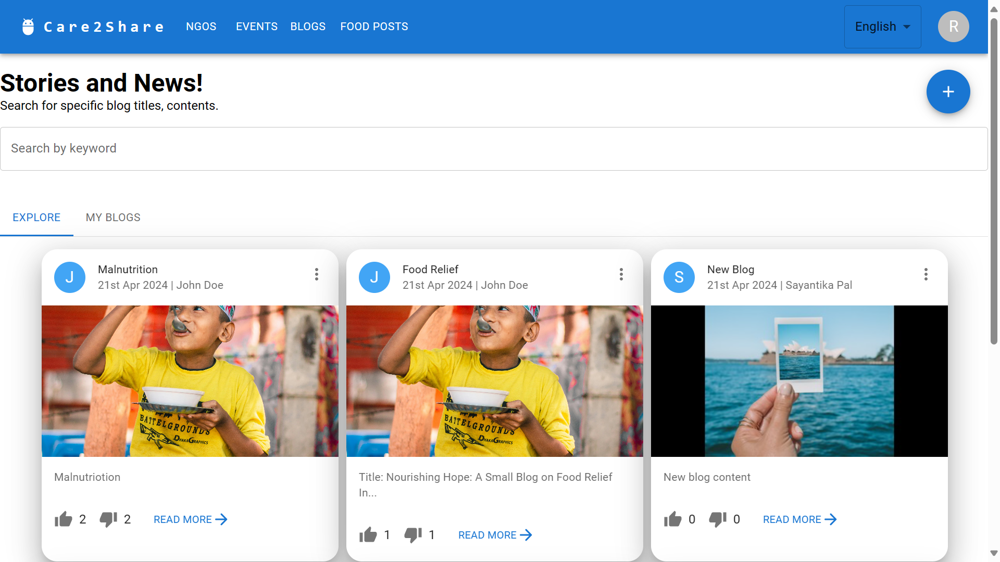 Care2Share NGOS EVENTS BLOGS FOOD POSTS English R
Stories and News!
Search for specific blog titles, contents.
+
Search by keyword
EXPLORE MY BLOGS
J
Malnutrition
21st Apr 2024 | John Doe
BATTELGROUNDS
DHAKAGRAPHICS
Malnutriotion
2 2 READ MORE
J
Food Relief
21st Apr 2024 | John Doe
BATTELGROUNDS
DHAKAGRAPHICS
Title: Nourishing Hope: A Small Blog on Food Relief
In...
1 1 READ MORE
S
New Blog
21st Apr 2024 | Sayantika Pal
New blog content
0 0 READ MORE